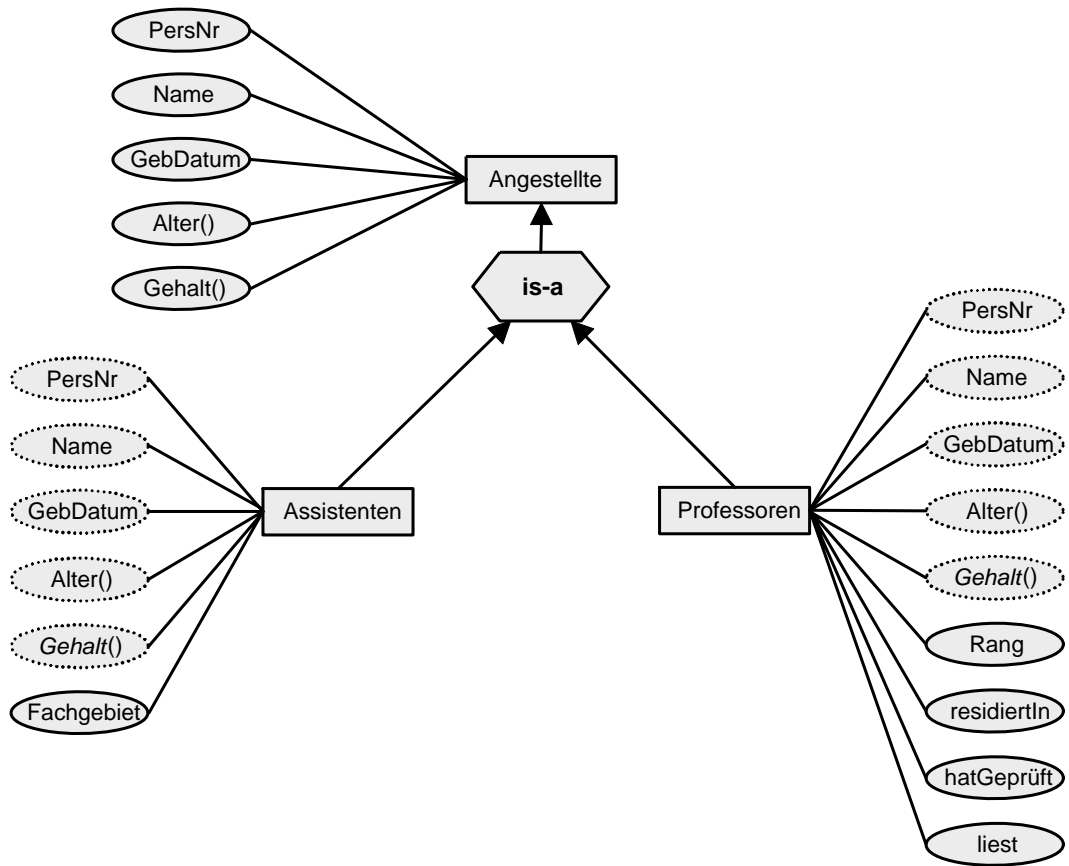 PersNr
Name
GebDatum
Alter()
Gehalt()
Angestellte
is-a
PersNr
Name
GebDatum
Alter()
Gehalt()
Fachgebiet
Assistenten
Professoren
PersNr
Name
GebDatum
Alter()
Gehalt()
Rang
residiertIn
hatGeprüft
liest